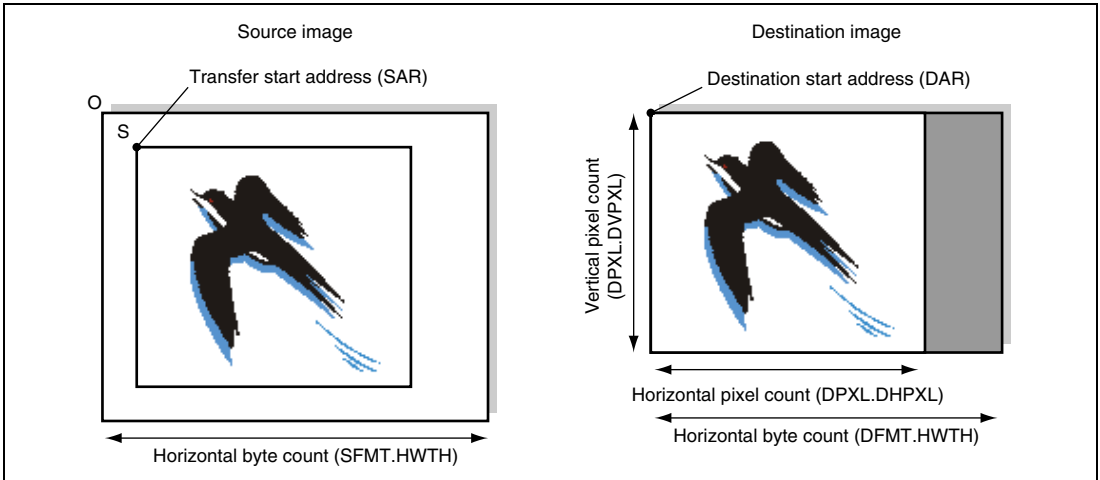 Source image
Transfer start address (SAR)
O
S
Horizontal byte count (SFMT.HWTH)
Destination image
Destination start address (DAR)
Vertical pixel count
(DPXL.DVPXL)
Horizontal pixel count (DPXL.DHPXL)
Horizontal byte count (DFMT.HWTH)